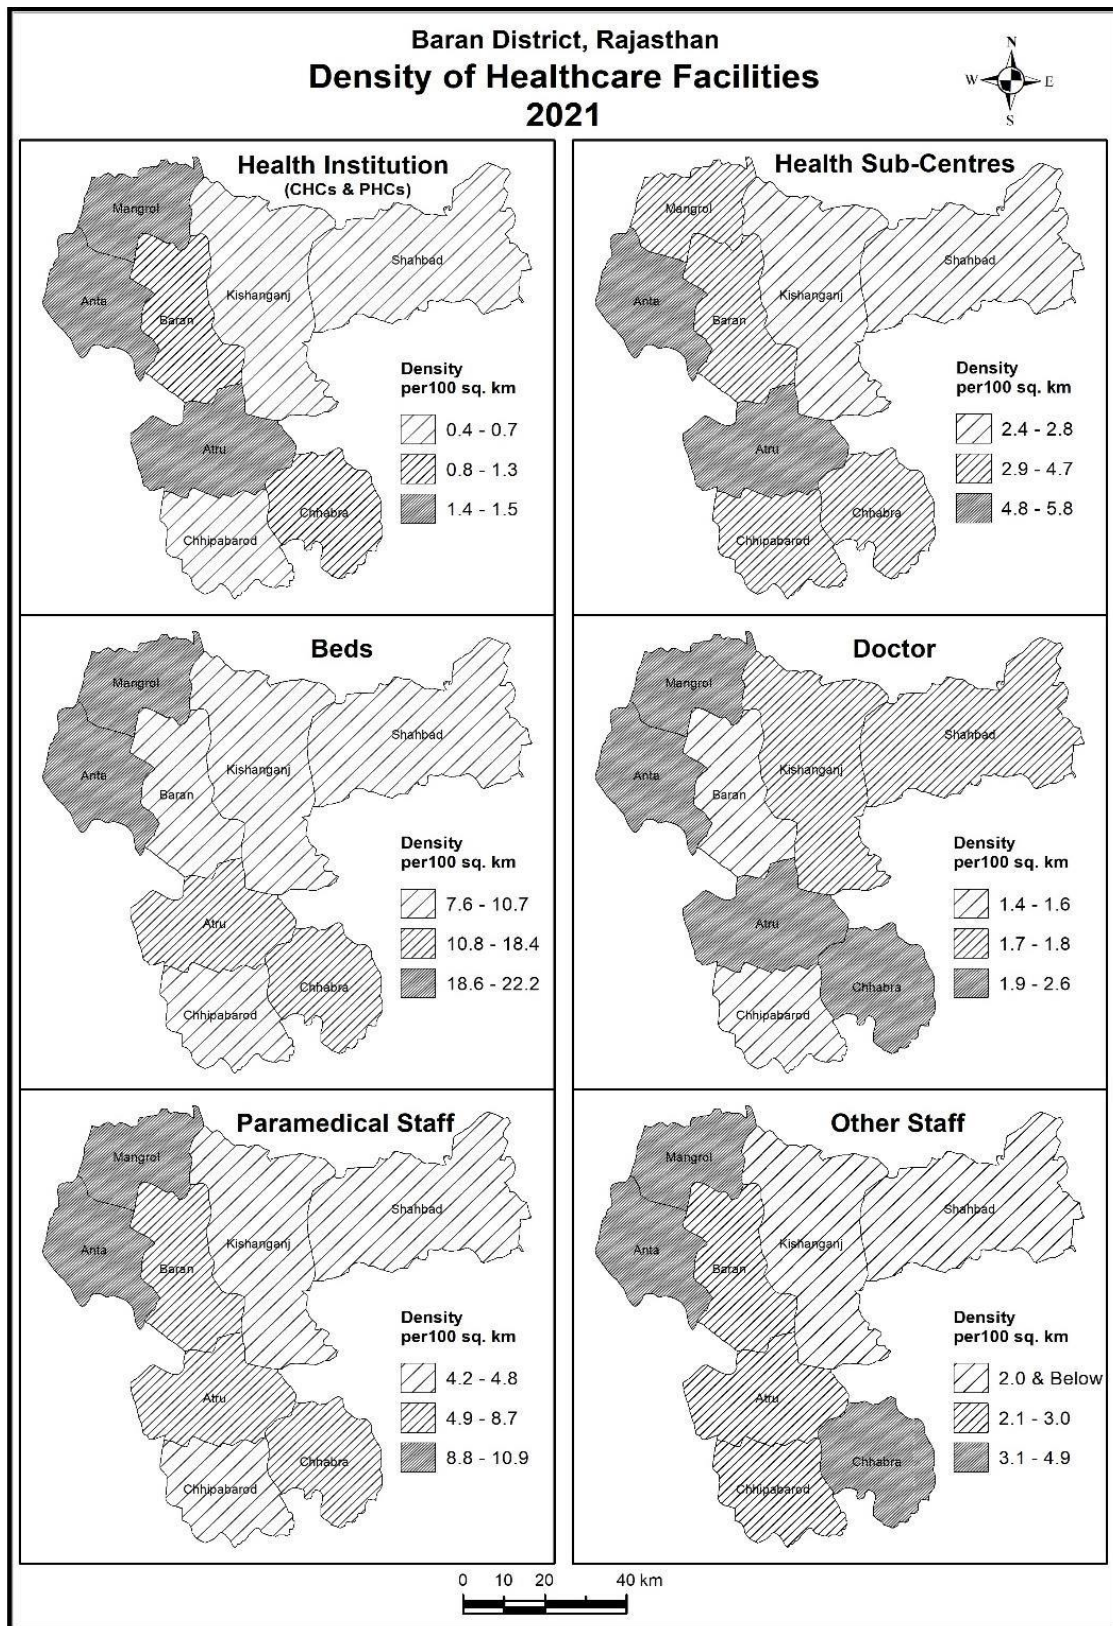 Baran District, Rajasthan
Density of Healthcare Facilities
2021
N
W E
S
Health Institution
(CHCs & PHCs)
Mangrol
Shahbad
Anta
Kishanganj
Baran
Atru
Chhabra
Chhipabarod
Density
per100 sq. km
0.4 - 0.7
0.8 - 1.3
1.4 - 1.5
Health Sub-Centres
Mangrol
Shahbad
Anta
Kishanganj
Baran
Atru
Chhabra
Chhipabarod
Density
per100 sq. km
2.4 - 2.8
2.9 - 4.7
4.8 - 5.8
Beds
Mangrol
Shahbad
Anta
Kishanganj
Baran
Atru
Chhabra
Chhipabarod
Density
per100 sq. km
7.6 - 10.7
10.8 - 18.4
18.6 - 22.2
Doctor
Mangrol
Shahbad
Anta
Kishanganj
Baran
Atru
Chhabra
Chhipabarod
Density
per100 sq. km
1.4 - 1.6
1.7 - 1.8
1.9 - 2.6
Paramedical Staff
Mangrol
Shahbad
Anta
Kishanganj
Baran
Atru
Chhabra
Chhipabarod
Density
per100 sq. km
4.2 - 4.8
4.9 - 8.7
8.8 - 10.9
Other Staff
Mangrol
Shahbad
Anta
Kishanganj
Baran
Atru
Chhabra
Chhipabarod
Density
per100 sq. km
2.0 & Below
2.1 - 3.0
3.1 - 4.9
0 10 20 40 km